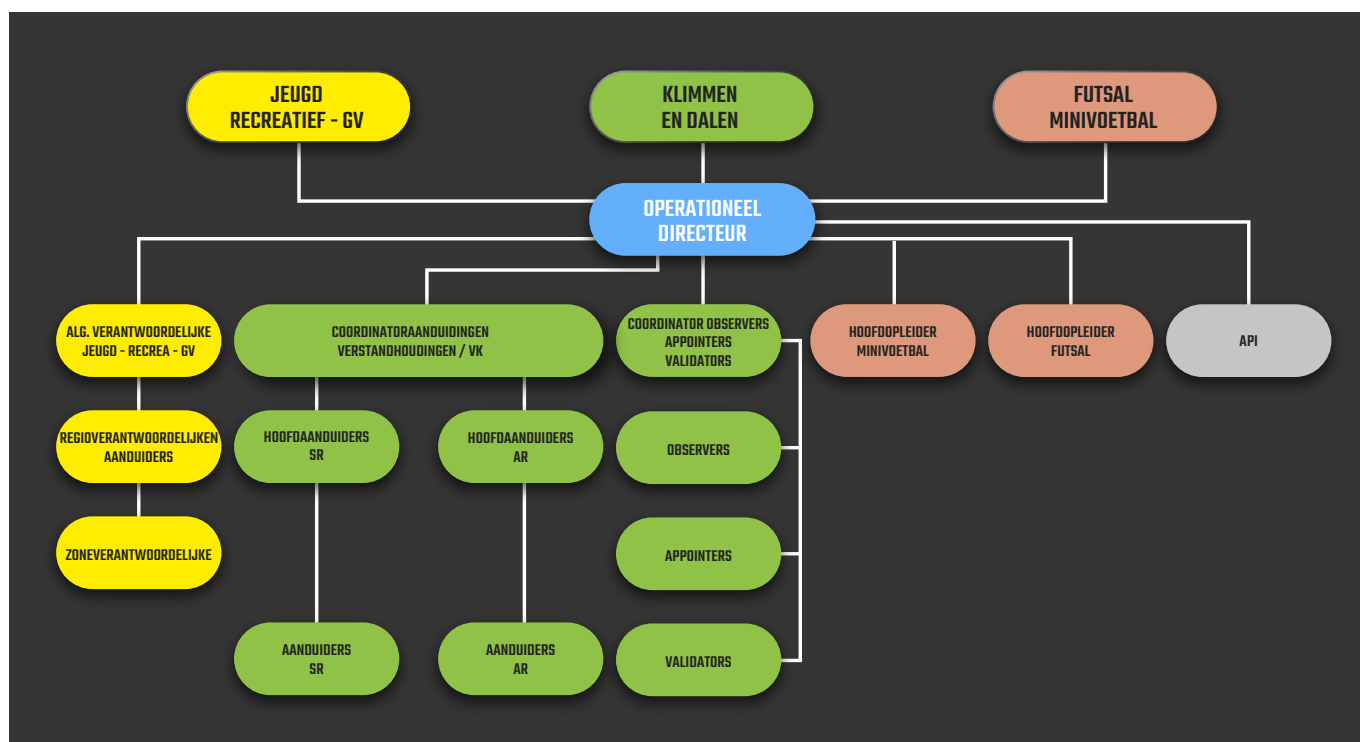 JEUGD
RECREATIEF - GV
KLIMMEN
EN DALEN
FUTSAL
MINIVOETBAL
OPERATIONEEL
DIRECTEUR
ALG. VERANTWOORDELIJKE
JEUGD - RECREA - GV
COORDINATORAANDUIDINGEN
VERSTANDHOUDINGEN / VK
COORDINATOR OBSERVERS
APPOINTERS
VALIDATORS
HOOFDOPLEIDER
MINIVOETBAL
HOOFDOPLEIDER
FUTSAL
API
REGIOVERANTWOORDELIJKEN
AANDUIDERS
HOOFDAANDUIDERS
SR
HOOFDAANDUIDERS
AR
OBSERVERS
ZONEVERANTWOORDELIJKE
APPOINTERS
AANDUIDERS
SR
AANDUIDERS
AR
VALIDATORS